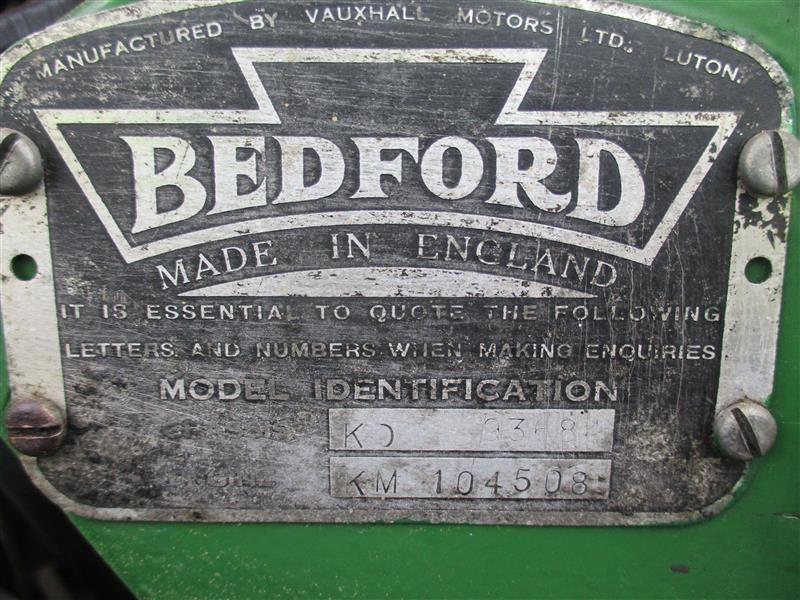 MANUFACTURED BY VAUXHALL MOTORS LTD. LUTON.
BEDFORD
MADE IN ENGLAND
IT IS ESSENTIAL TO QUOTE THE FOLLOWING
LETTERS AND NUMBERS WHEN MAKING ENQUIRIES
MODEL IDENTIFICATION
KM 104508